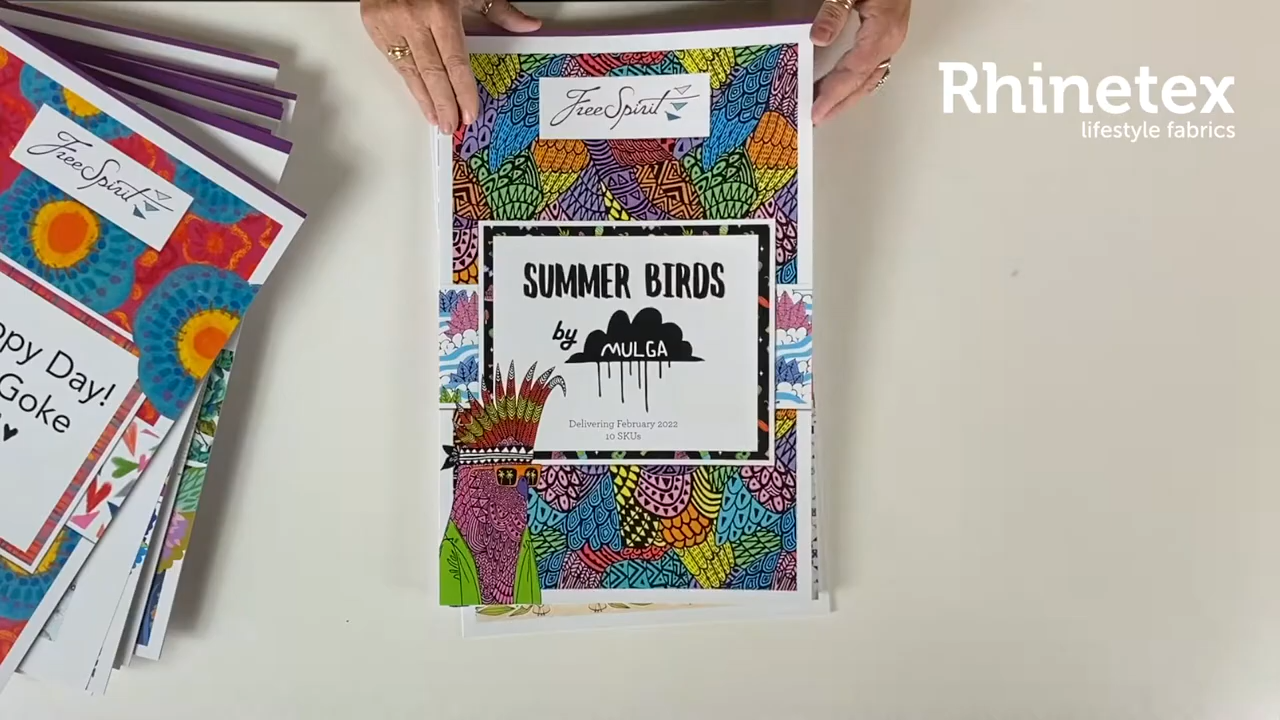 Rhinetex
lifestyle fabrics
FreeSpirit
SUMMER BIRDS
by
MULGA
Delivering February 2022
10 SKUs
FreeSpirit
ppy Day!
Goke